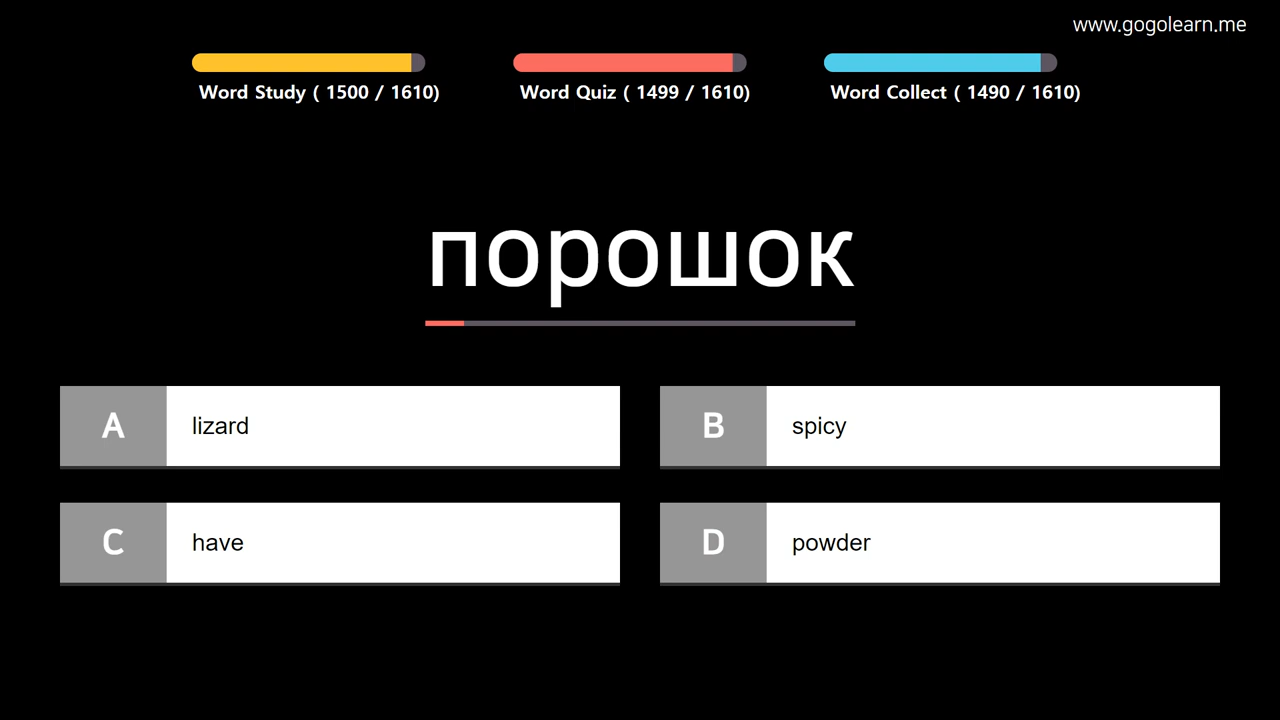 www.gogolearn.me
Word Study ( 1500 / 1610)
Word Quiz ( 1499 / 1610)
Word Collect ( 1490 / 1610)
порошок
A lizard
B spicy
C have
D powder